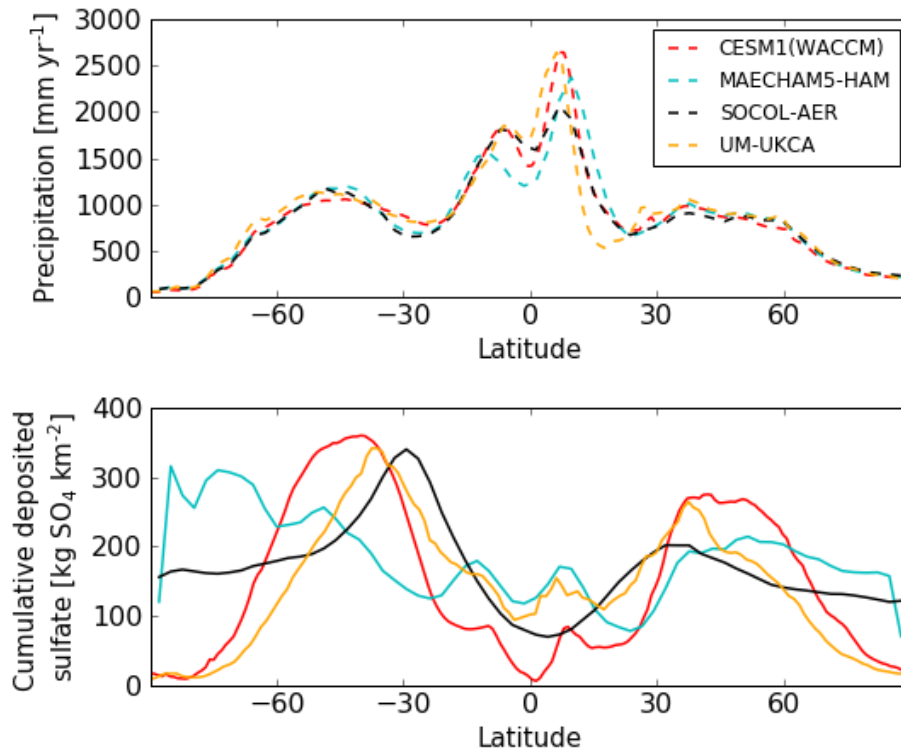 Precipitation [mm yr⁻¹]
3000
2500
2000
1500
1000
500
0
CESM1(WACCM)
MAECHAM5-HAM
SOCOL-AER
UM-UKCA
−60 −30 0 30 60
Latitude
Cumulative deposited
sulfate [kg SO₄ km⁻²]
400
300
200
100
0
−60 −30 0 30 60
Latitude